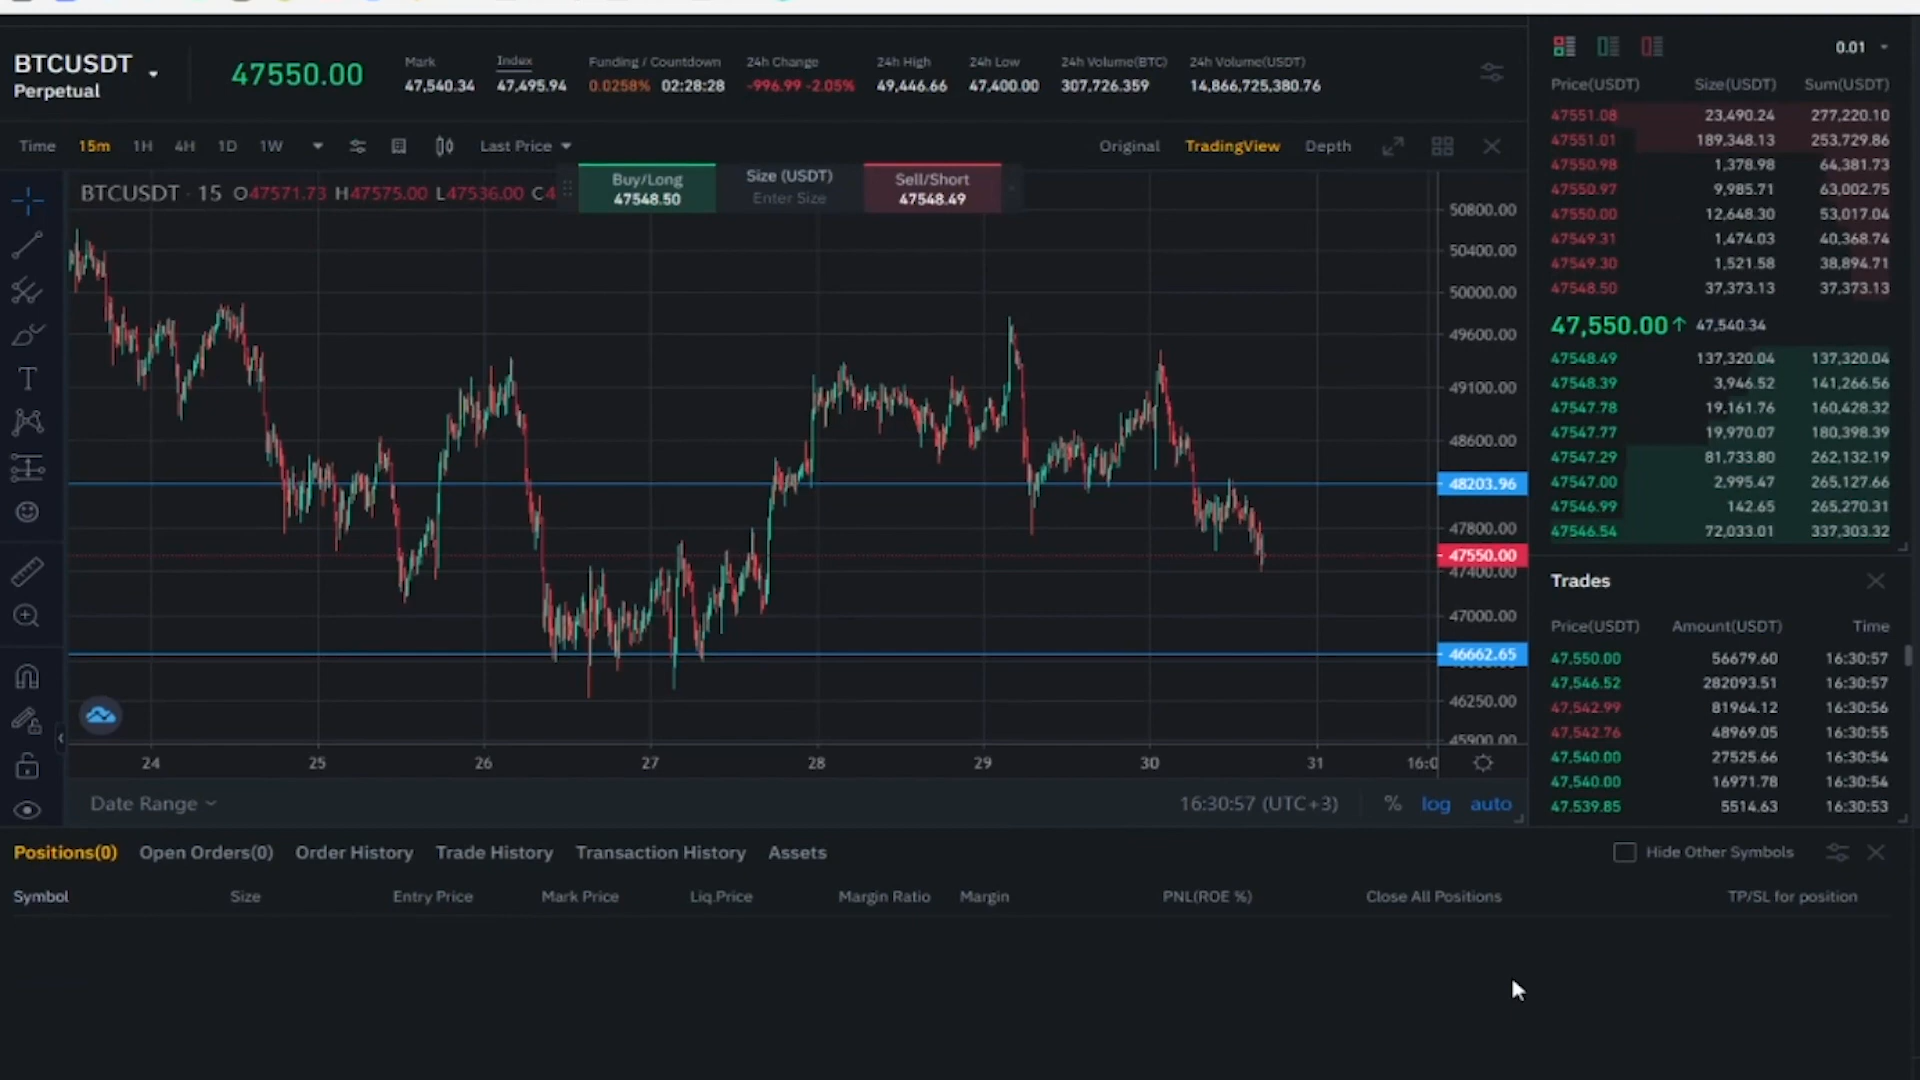 BTCUSDT
Perpetual
47550.00
Mark
47,540.34
Index
47,495.94
Funding / Countdown
0.0258% 02:28:28
24h Change
-996.99 -2.05%
24h High
49,446.66
24h Low
47,400.00
24h Volume(BTC)
307,726.359
24h Volume(USDT)
14,866,725,380.76
Time 15m 1H 4H 1D 1W Last Price Original TradingView Depth
BTCUSDT · 15 O47571.73 H47575.00 L47536.00 C4
Buy/Long
47548.50
Size (USDT)
Enter Size
Sell/Short
47548.49
50800.00
50400.00
50000.00
49600.00
49100.00
48600.00
48203.96
47800.00
47550.00
47400.00
47000.00
46662.65
46250.00
45900.00
24 25 26 27 28 29 30 31 16:0
Date Range 16:30:57 (UTC+3) % log auto
0.01
Price(USDT) Size(USDT) Sum(USDT)
47551.08 23,490.24 277,220.10
47551.01 189,348.13 253,729.86
47550.98 1,378.98 64,381.73
47550.97 9,985.71 63,002.75
47550.00 12,648.30 53,017.04
47549.31 1,474.03 40,368.74
47549.30 1,521.58 38,894.71
47548.50 37,373.13 37,373.13
47,550.00↑ 47,540.34
47548.49 137,320.04 137,320.04
47548.39 3,946.52 141,266.56
47547.78 19,161.76 160,428.32
47547.77 19,970.07 180,398.39
47547.29 81,733.80 262,132.19
47547.00 2,995.47 265,127.66
47546.99 142.65 265,270.31
47546.54 72,033.01 337,303.32
Trades
Price(USDT) Amount(USDT) Time
47,550.00 56679.60 16:30:57
47,546.52 282093.51 16:30:57
47,542.99 81964.12 16:30:56
47,542.76 48969.05 16:30:55
47,540.00 27525.66 16:30:54
47,540.00 16971.78 16:30:54
47,539.85 5514.63 16:30:53
Positions(0) Open Orders(0) Order History Trade History Transaction History Assets Hide Other Symbols
Symbol Size Entry Price Mark Price Liq.Price Margin Ratio Margin PNL(ROE %) Close All Positions TP/SL for position